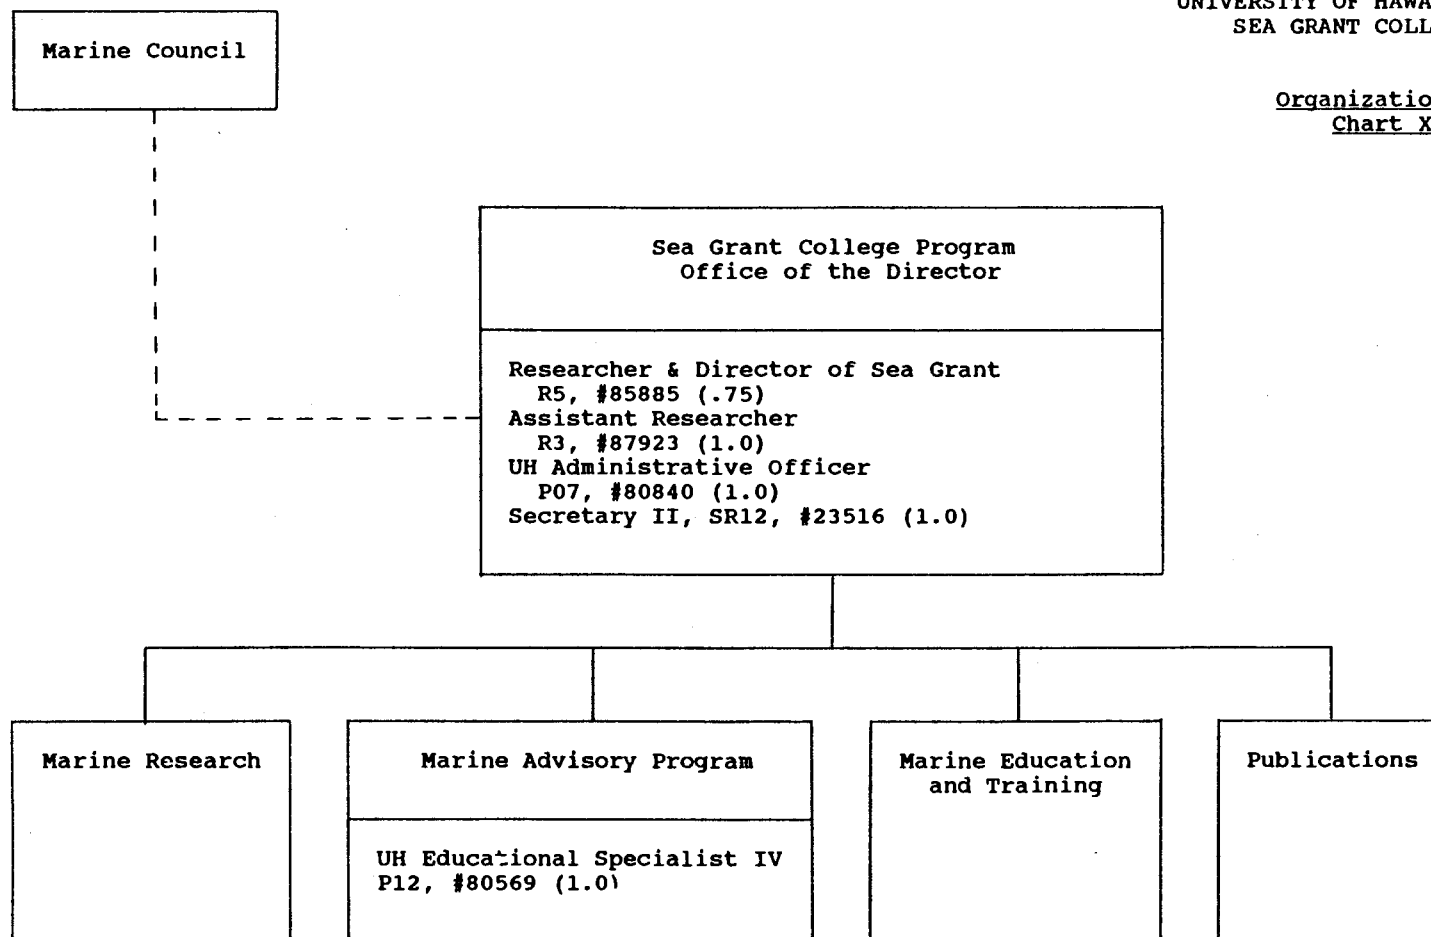 UNIVERSITY OF HAWA
SEA GRANT COLL
Organizatio
Chart X
Marine Council
Sea Grant College Program
Office of the Director
Researcher & Director of Sea Grant
R5, #85885 (.75)
Assistant Researcher
R3, #87923 (1.0)
UH Administrative Officer
P07, #80840 (1.0)
Secretary II, SR12, #23516 (1.0)
Marine Research
Marine Advisory Program
UH Educational Specialist IV
P12, #80569 (1.0)
Marine Education
and Training
Publications